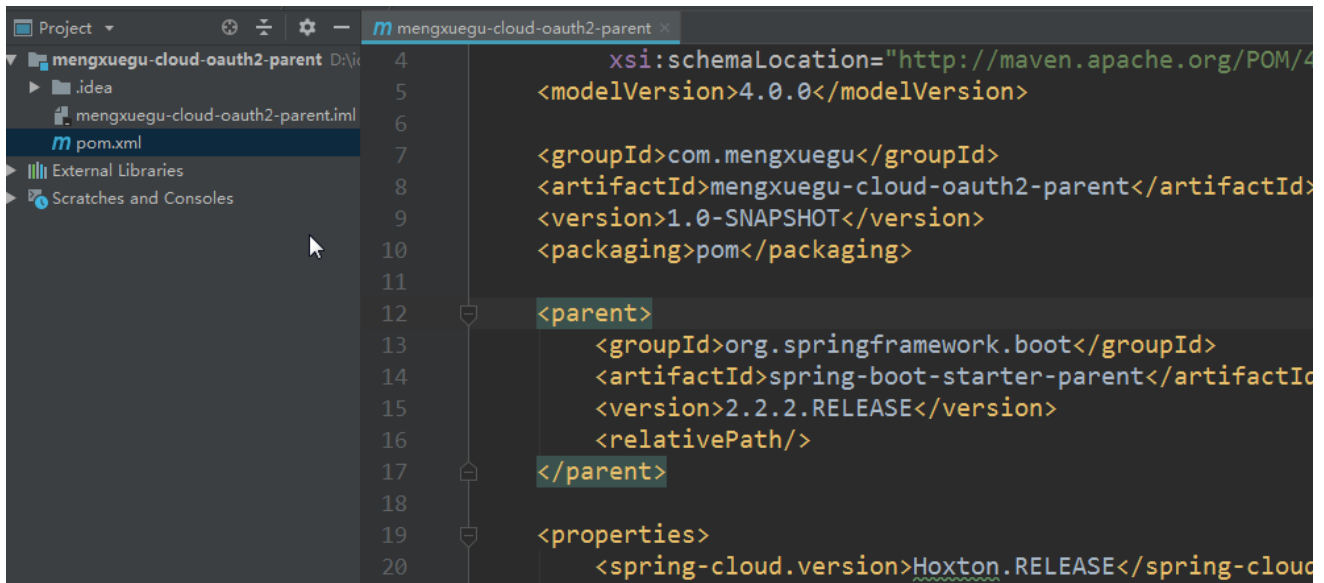 Project
mengxuegu-cloud-oauth2-parent D:\i
.idea
mengxuegu-cloud-oauth2-parent.iml
pom.xml
External Libraries
Scratches and Consoles
mengxuegu-cloud-oauth2-parent
4 xsi:schemaLocation="http://maven.apache.org/POM/4
5 <modelVersion>4.0.0</modelVersion>
6
7 <groupId>com.mengxuegu</groupId>
8 <artifactId>mengxuegu-cloud-oauth2-parent</artifactId>
9 <version>1.0-SNAPSHOT</version>
10 <packaging>pom</packaging>
11
12 <parent>
13 <groupId>org.springframework.boot</groupId>
14 <artifactId>spring-boot-starter-parent</artifactId
15 <version>2.2.2.RELEASE</version>
16 <relativePath/>
17 </parent>
18
19 <properties>
20 <spring-cloud.version>Hoxton.RELEASE</spring-cloud